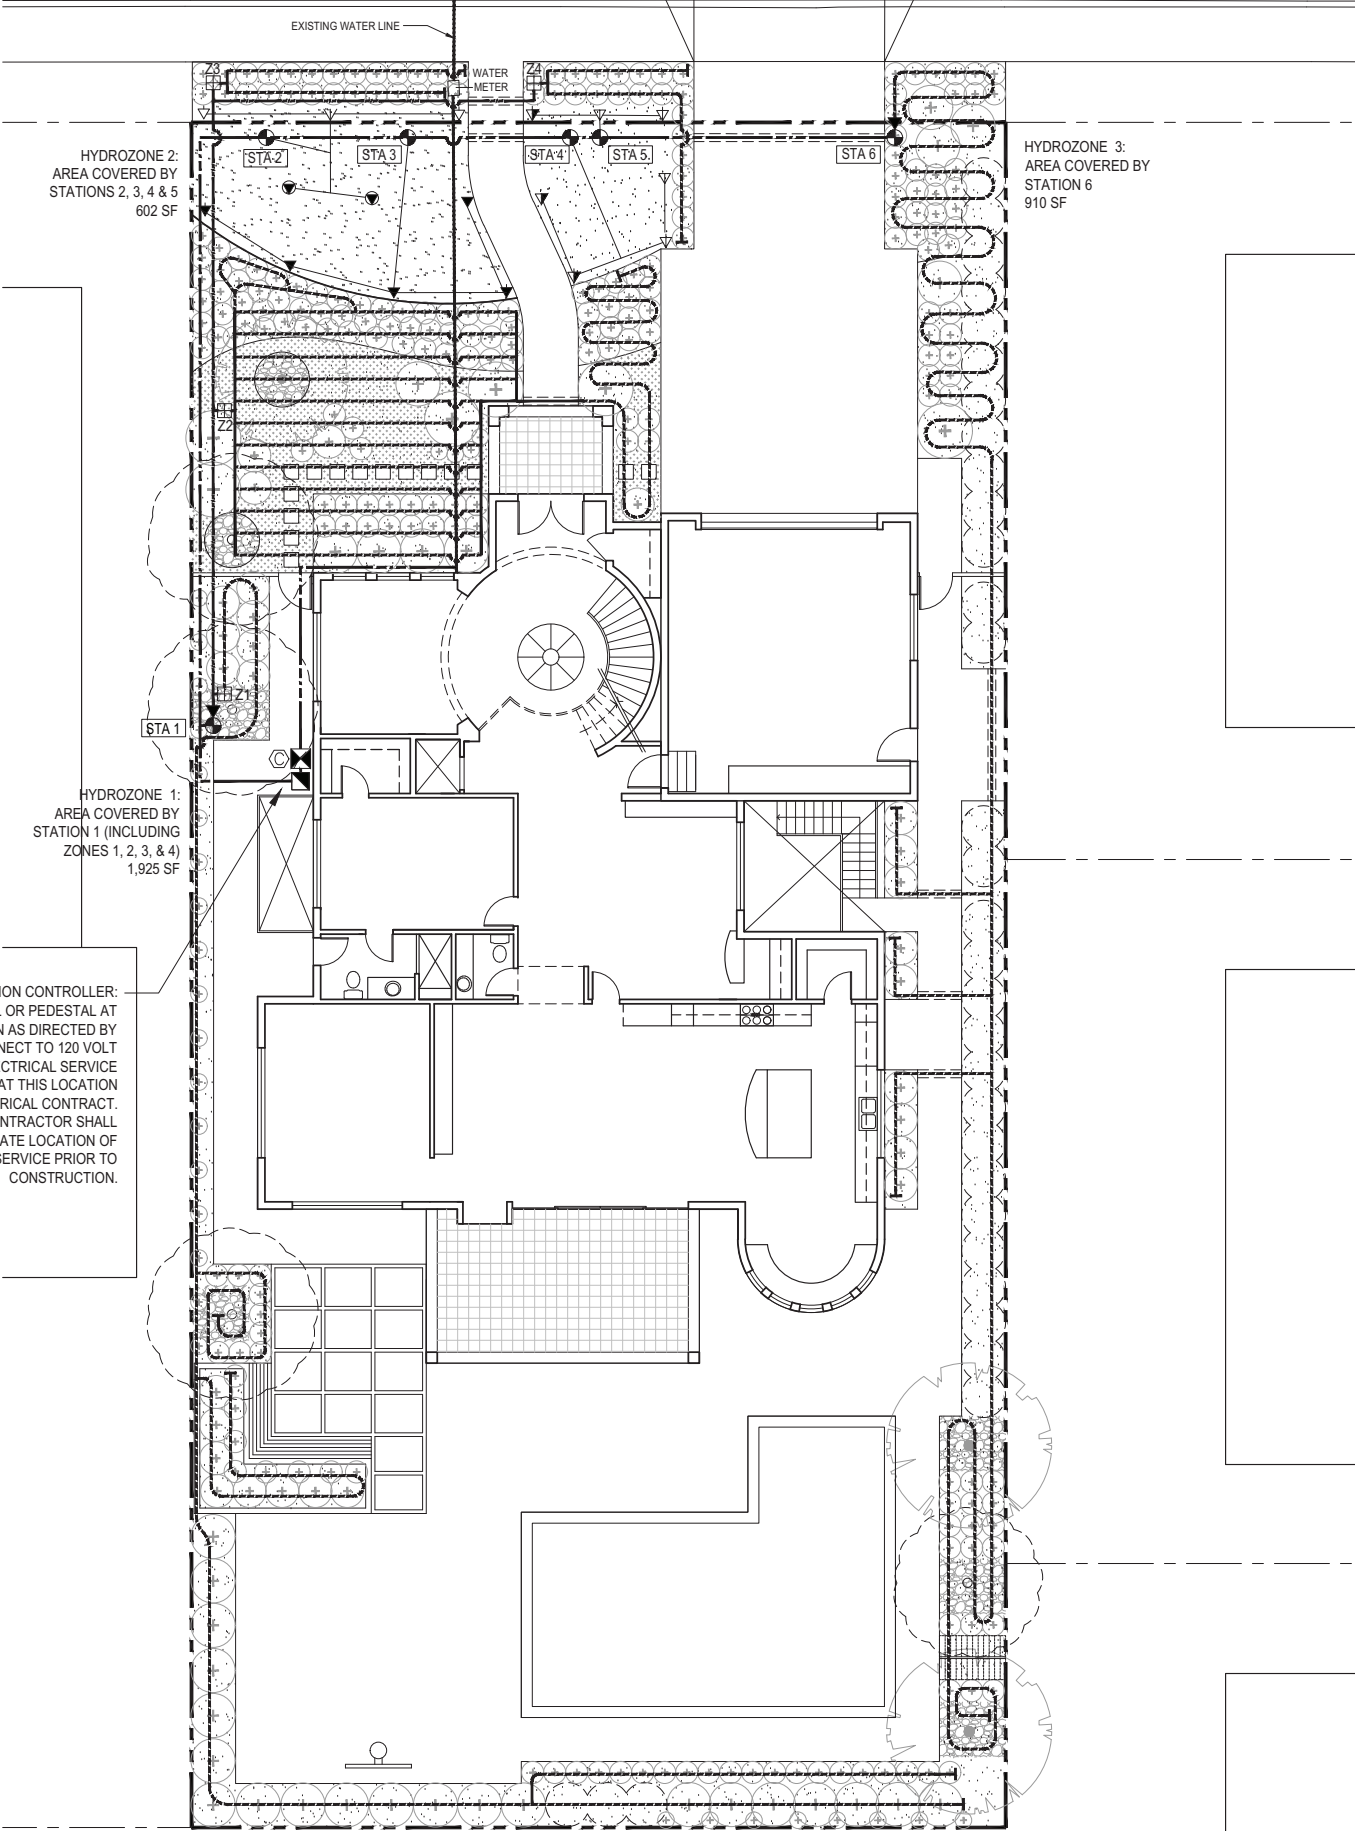 EXISTING WATER LINE
Z3
WATER
METER
Z4
STA 2
STA 3
STA 4
STA 5
STA 6
HYDROZONE 2:
AREA COVERED BY
STATIONS 2, 3, 4 & 5
602 SF
HYDROZONE 3:
AREA COVERED BY
STATION 6
910 SF
Z2
Z1
STA 1
C
HYDROZONE 1:
AREA COVERED BY
STATION 1 (INCLUDING
ZONES 1, 2, 3, & 4)
1,925 SF
ION CONTROLLER:
OR PEDESTAL AT
N AS DIRECTED BY
NECT TO 120 VOLT
CTRICAL SERVICE
AT THIS LOCATION
RICAL CONTRACT.
NTRACTOR SHALL
ATE LOCATION OF
SERVICE PRIOR TO
CONSTRUCTION.